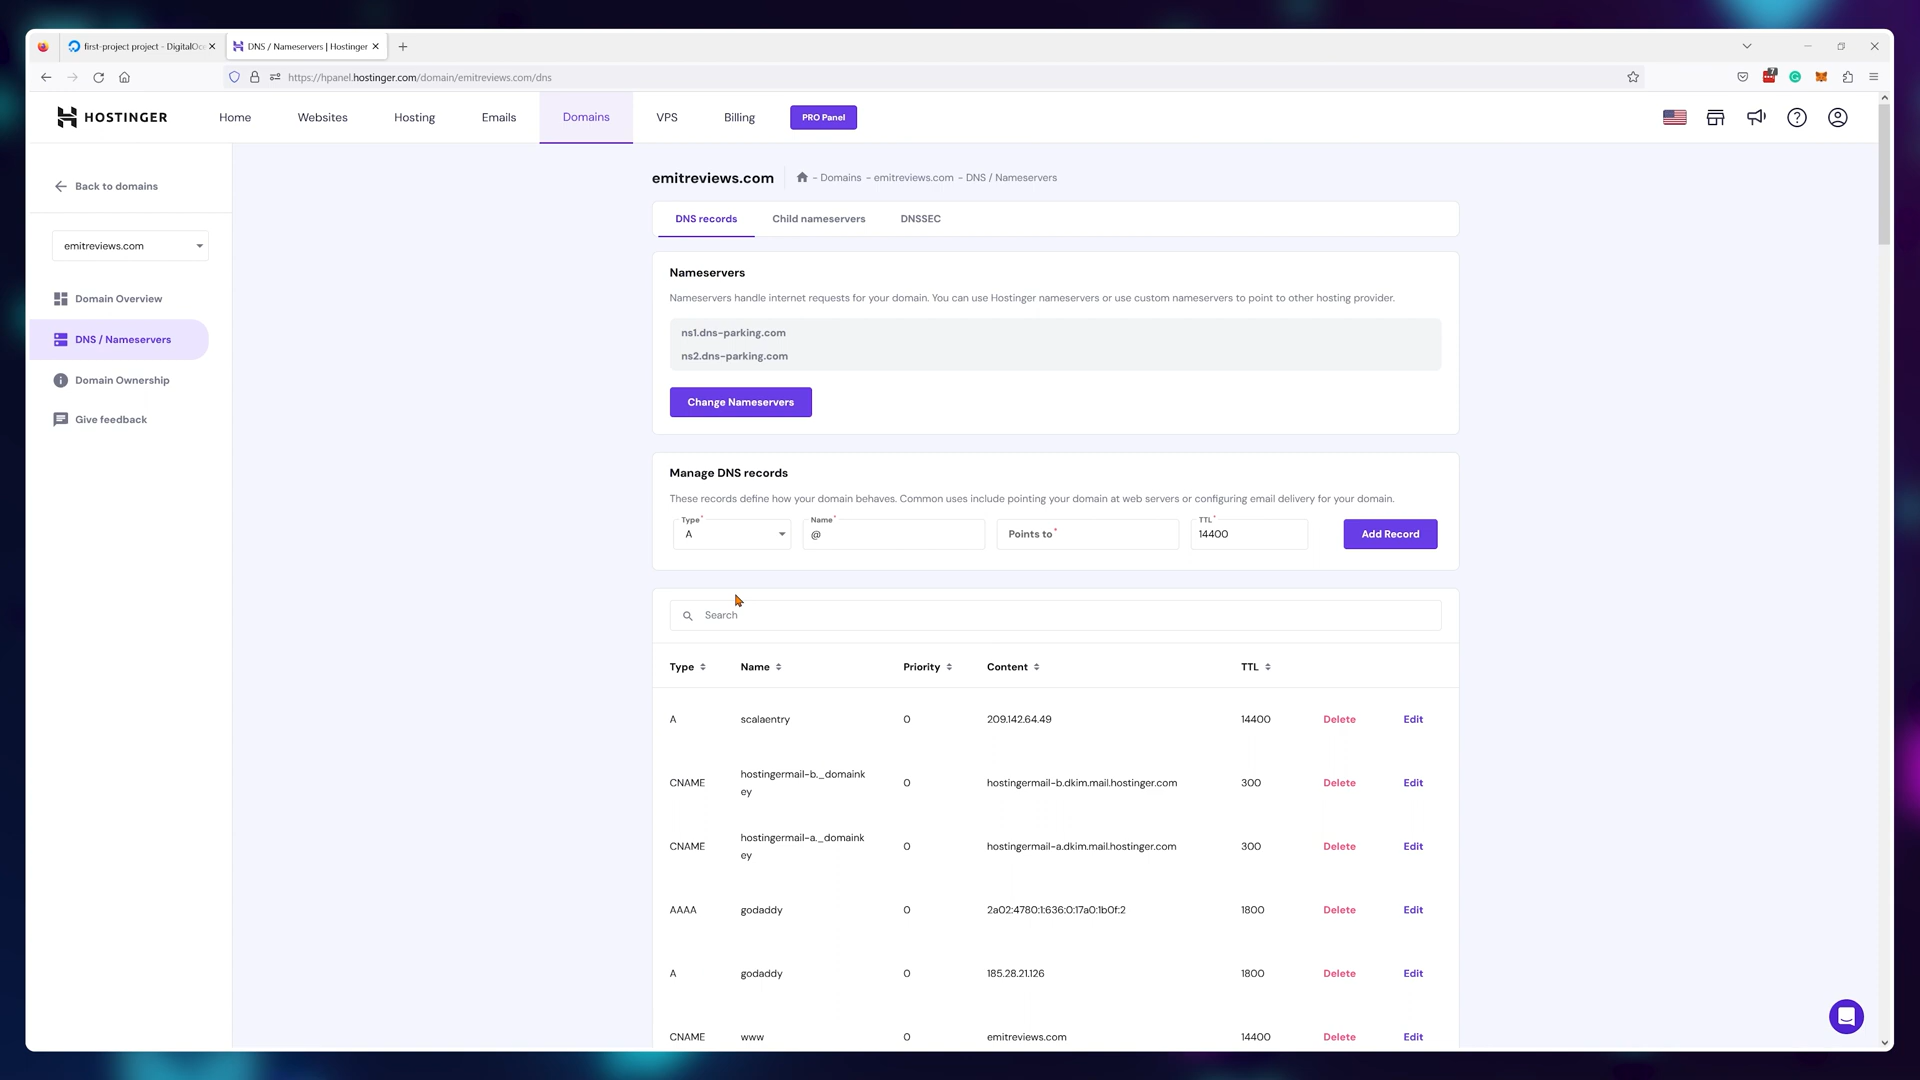 first-project project - DigitalOc
DNS / Nameservers | Hostinger
https://hpanel.hostinger.com/domain/emitreviews.com/dns
7
HOSTINGER
Home
Websites
Hosting
Emails
Domains
VPS
Billing
PRO Panel
Back to domains
emitreviews.com
Domain Overview
DNS / Nameservers
Domain Ownership
Give feedback
emitreviews.com
- Domains - emitreviews.com - DNS / Nameservers
DNS records
Child nameservers
DNSSEC
Nameservers
Nameservers handle internet requests for your domain. You can use Hostinger nameservers or use custom nameservers to point to other hosting provider.
ns1.dns-parking.com
ns2.dns-parking.com
Change Nameservers
Manage DNS records
These records define how your domain behaves. Common uses include pointing your domain at web servers or configuring email delivery for your domain.
Type* Name* TTL*
A @ Points to* 14400 Add Record
Search
Type Name Priority Content TTL
A scalaentry 0 209.142.64.49 14400 Delete Edit
CNAME hostingermail-b._domaink
ey 0 hostingermail-b.dkim.mail.hostinger.com 300 Delete Edit
CNAME hostingermail-a._domaink
ey 0 hostingermail-a.dkim.mail.hostinger.com 300 Delete Edit
AAAA godaddy 0 2a02:4780:1:636:0:17a0:1b0f:2 1800 Delete Edit
A godaddy 0 185.28.21.126 1800 Delete Edit
CNAME www 0 emitreviews.com 14400 Delete Edit